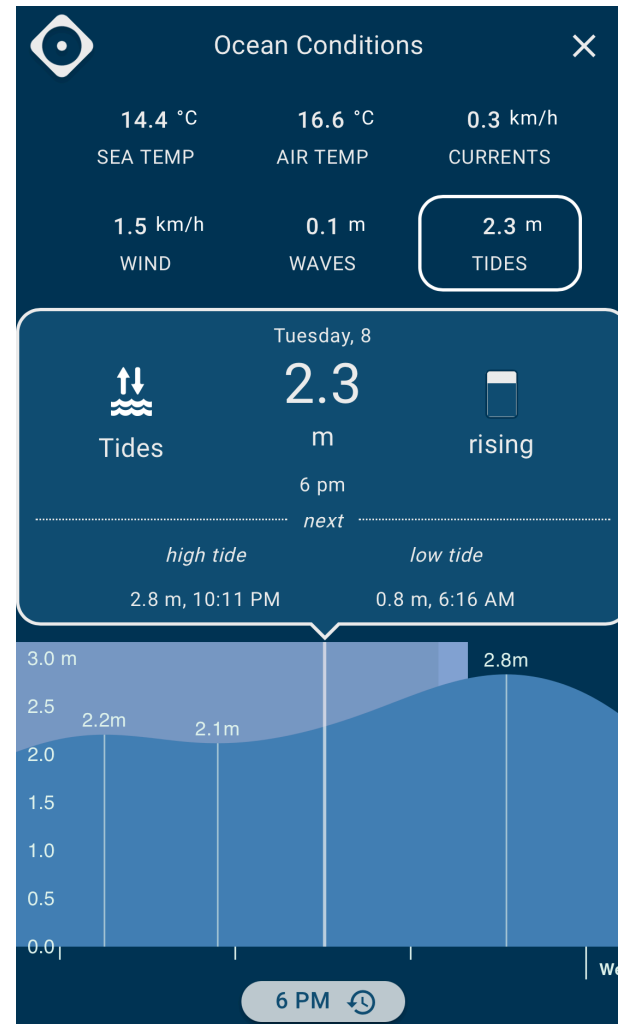 Ocean Conditions
14.4 °C 16.6 °C 0.3 km/h
SEA TEMP AIR TEMP CURRENTS
1.5 km/h 0.1 m 2.3 m
WIND WAVES TIDES
Tuesday, 8
2.3
m
Tides rising
6 pm
next
high tide low tide
2.8 m, 10:11 PM 0.8 m, 6:16 AM
3.0 m
2.8m
2.5
2.2m
2.1m
2.0
1.5
1.0
0.5
0.0
We
6 PM